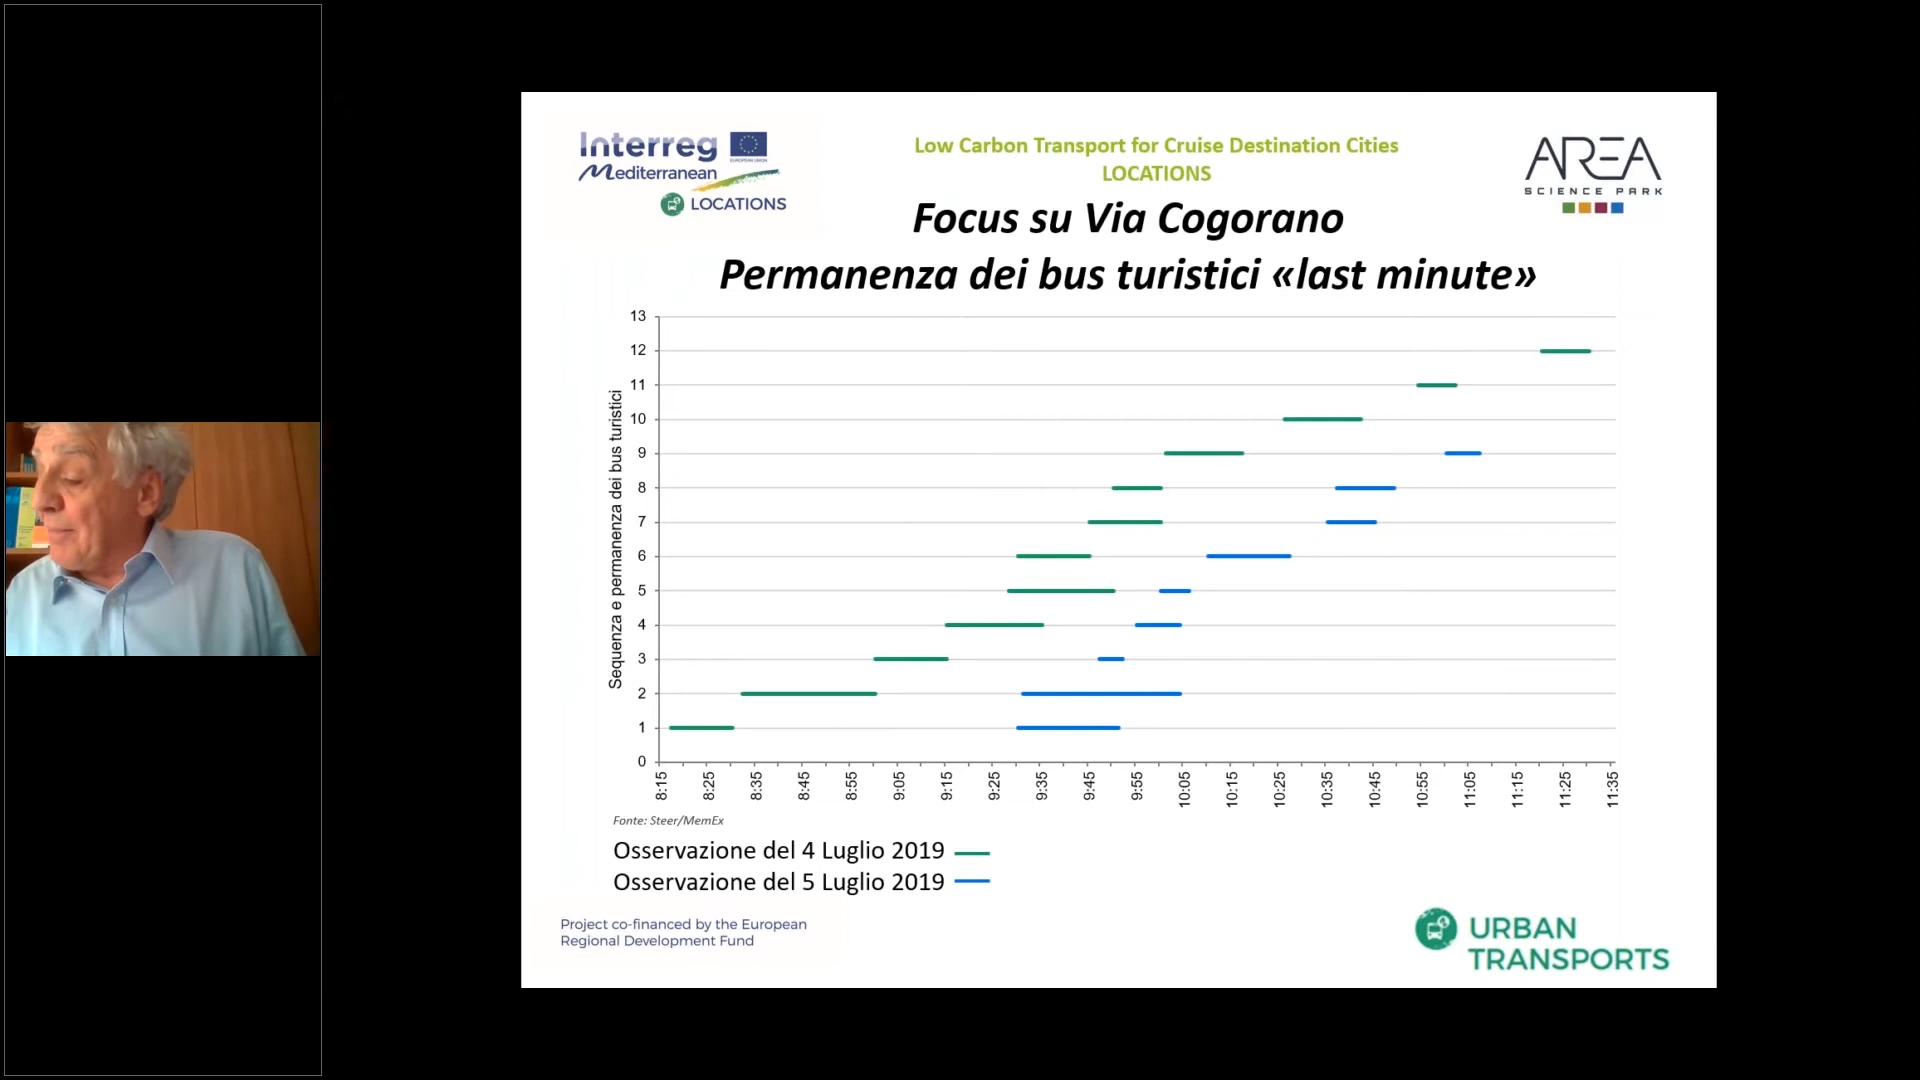 Interreg
EUROPEAN UNION
Mediterranean
LOCATIONS
Low Carbon Transport for Cruise Destination Cities
LOCATIONS
AREA
SCIENCE PARK
Focus su Via Cogorano
Permanenza dei bus turistici «last minute»
Sequenza e permanenza dei bus turistici
13
12
11
10
9
8
7
6
5
4
3
2
1
0
8:15 8:25 8:35 8:45 8:55 9:05 9:15 9:25 9:35 9:45 9:55 10:05 10:15 10:25 10:35 10:45 10:55 11:05 11:15 11:25 11:35
Fonte: Steer/MemEx
Osservazione del 4 Luglio 2019
Osservazione del 5 Luglio 2019
Project co-financed by the European
Regional Development Fund
URBAN
TRANSPORTS